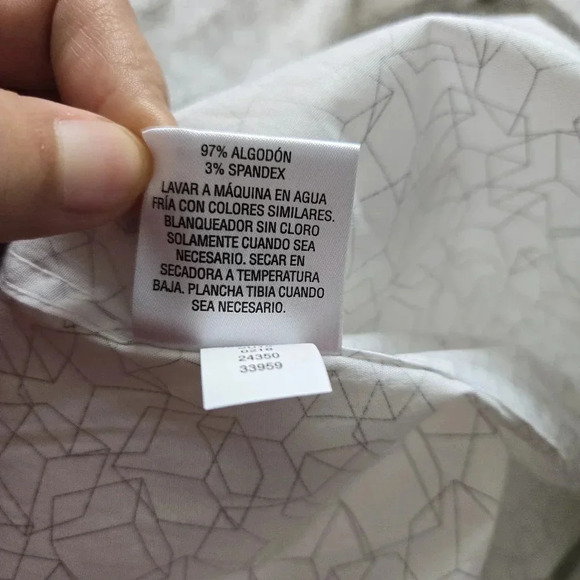 97% ALGODÓN
3% SPANDEX
LAVAR A MÁQUINA EN AGUA
FRÍA CON COLORES SIMILARES.
BLANQUEADOR SIN CLORO
SOLAMENTE CUANDO SEA
NECESARIO. SECAR EN
SECADORA A TEMPERATURA
BAJA. PLANCHA TIBIA CUANDO
SEA NECESARIO.
0218
24350
33959